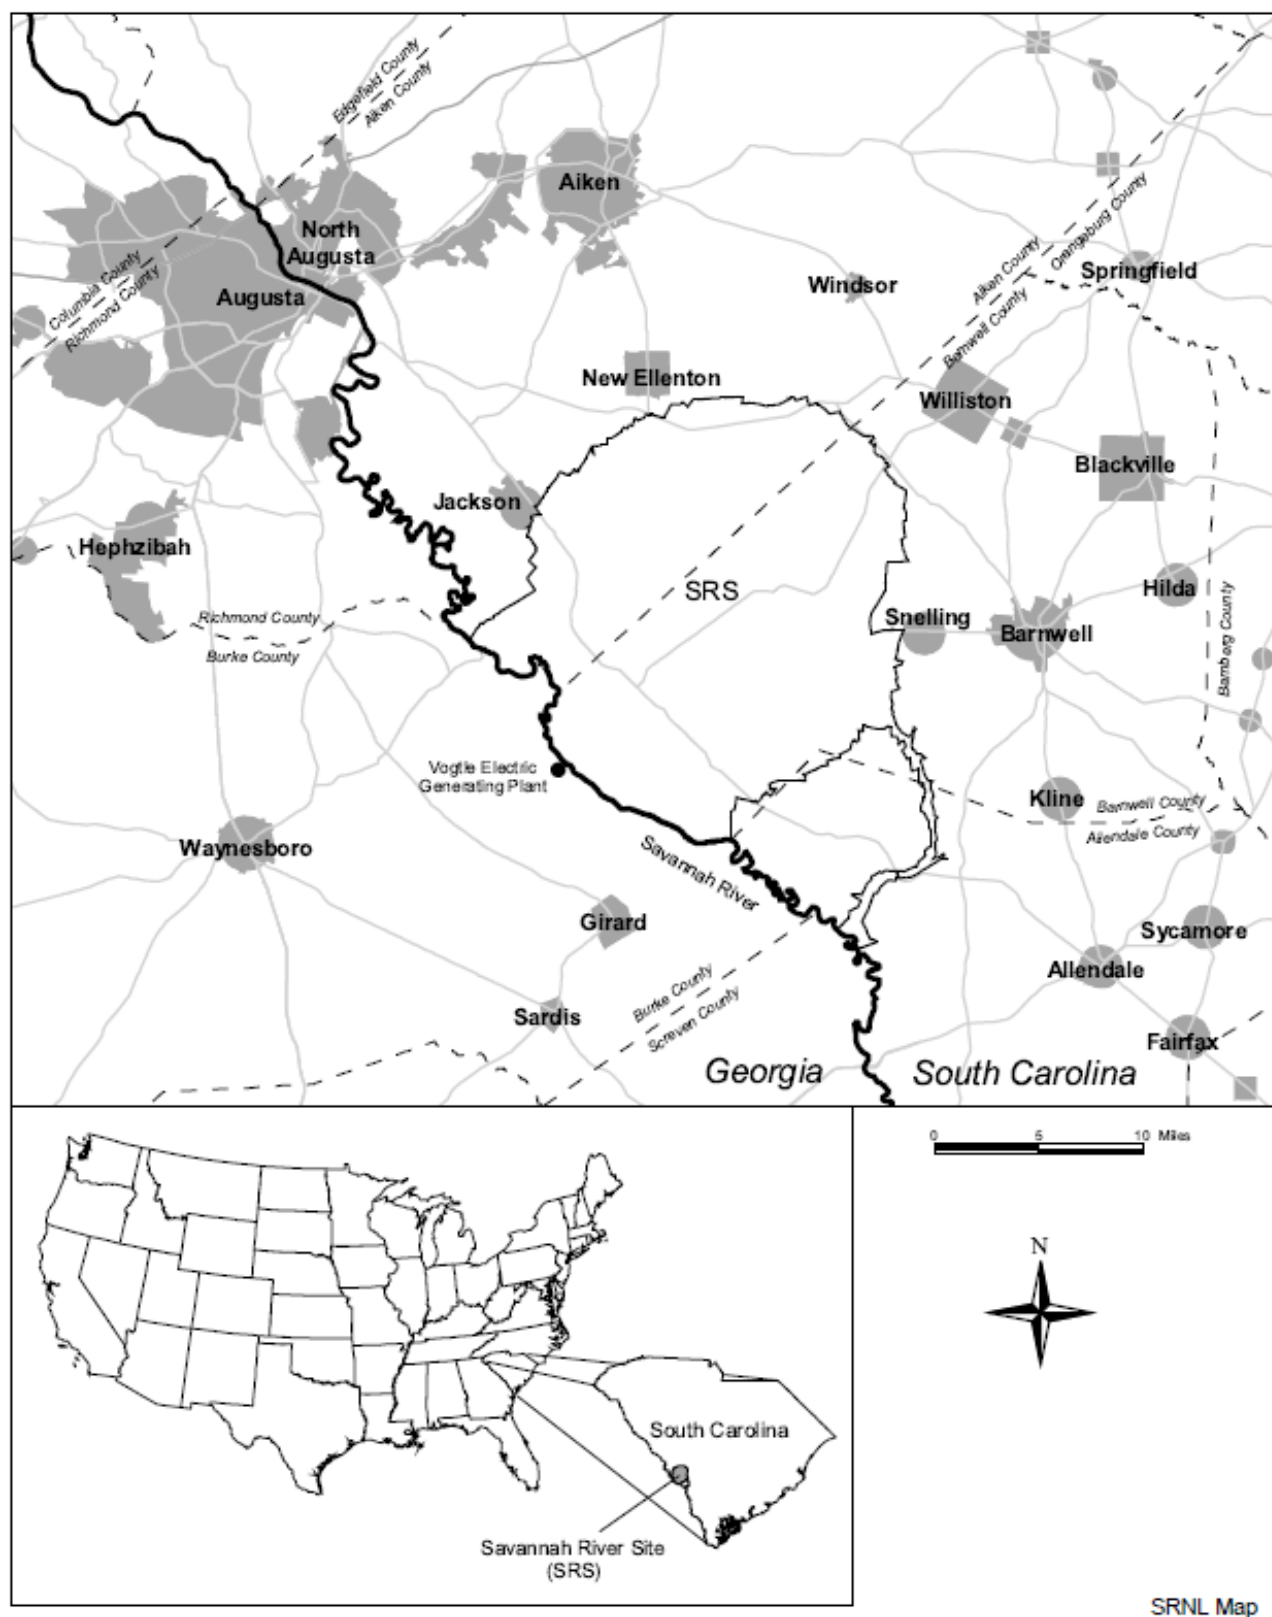 Edgefield County
Aiken County
Aiken
North
Augusta
Augusta
Columbia County
Richmond County
Windsor
Aiken County
Orangeburg County
Barnwell County
Springfield
New Ellenton
Williston
Blackville
Jackson
Hephzibah
SRS
Hilda
Snelling
Barnwell
Richmond County
Burke County
Bamberg County
Vogtle Electric
Generating Plant
Kline
Barnwell County
Allendale County
Waynesboro
Savannah River
Girard
Sycamore
Allendale
Burke County
Screven County
Sardis
Fairfax
Georgia
South Carolina
0 5 10 Miles
N
South Carolina
Savannah River Site
(SRS)
SRNL Map